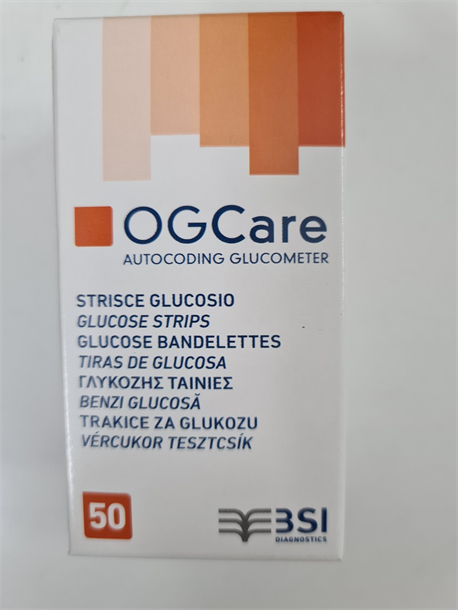 OGCare
AUTOCODING GLUCOMETER
STRISCE GLUCOSIO
GLUCOSE STRIPS
GLUCOSE BANDELETTES
TIRAS DE GLUCOSA
ΓΛΥΚΟΖΗΣ ΤΑΙΝΙΕΣ
BENZI GLUCOSĂ
TRAKICE ZA GLUKOZU
VÉRCUKOR TESZTCSÍK
50
BSI
DIAGNOSTICS